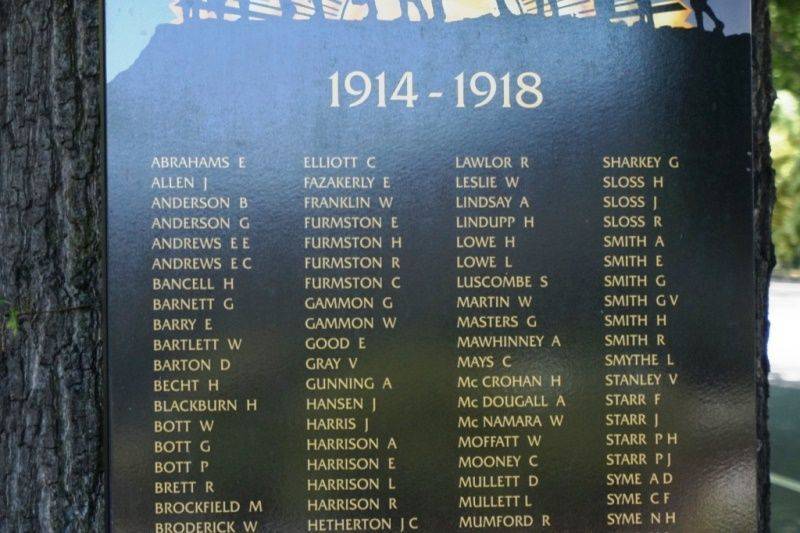 1914 - 1918
ABRAHAMS E
ALLEN J
ANDERSON B
ANDERSON G
ANDREWS E E
ANDREWS E C
BANCELL H
BARNETT G
BARRY E
BARTLETT W
BARTON D
BECHT H
BLACKBURN H
BOTT W
BOTT G
BOTT P
BRETT R
BROCKFIELD M
BRODERICK W
ELLIOTT C
FAZAKERLY E
FRANKLIN W
FURMSTON E
FURMSTON H
FURMSTON R
FURMSTON C
GAMMON G
GAMMON W
GOOD E
GRAY V
GUNNING A
HANSEN J
HARRIS J
HARRISON A
HARRISON E
HARRISON L
HARRISON R
HETHERTON J C
LAWLOR R
LESLIE W
LINDSAY A
LINDUPP H
LOWE H
LOWE L
LUSCOMBE S
MARTIN W
MASTERS G
MAWHINNEY A
MAYS C
Mc CROHAN H
Mc DOUGALL A
Mc NAMARA W
MOFFATT W
MOONEY C
MULLETT D
MULLETT L
MUMFORD R
SHARKEY G
SLOSS H
SLOSS J
SLOSS R
SMITH A
SMITH E
SMITH G
SMITH G V
SMITH H
SMITH R
SMYTHE L
STANLEY V
STARR F
STARR J
STARR P H
STARR P J
SYME A D
SYME C F
SYME N H